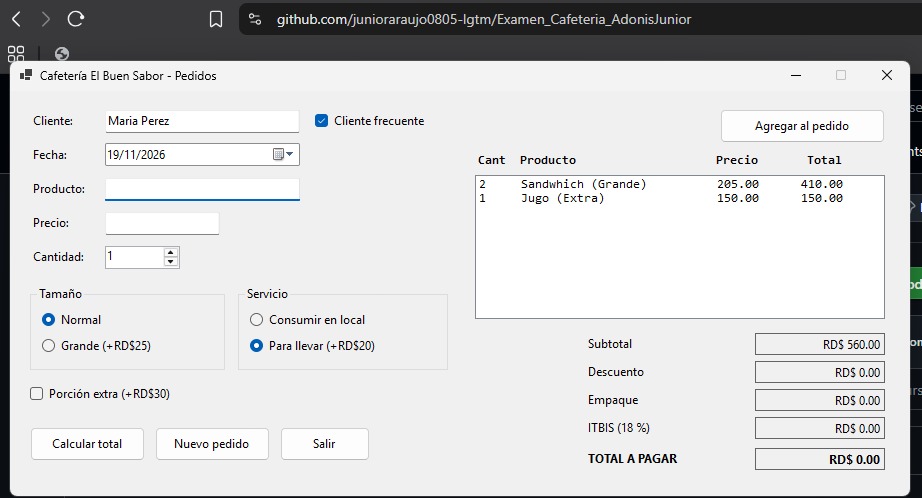 github.com/junioraraujo0805-lgtm/Examen_Cafeteria_AdonisJunior
Cafetería El Buen Sabor - Pedidos
Cliente: Maria Perez Cliente frecuente
Agregar al pedido
Fecha: 19/11/2026
Producto:
Precio:
Cantidad: 1
Cant Producto Precio Total
2 Sandwhich (Grande) 205.00 410.00
1 Jugo (Extra) 150.00 150.00
Tamaño
Normal
Grande (+RD$25)
Servicio
Consumir en local
Para llevar (+RD$20)
Porción extra (+RD$30)
Calcular total Nuevo pedido Salir
Subtotal RD$ 560.00
Descuento RD$ 0.00
Empaque RD$ 0.00
ITBIS (18 %) RD$ 0.00
TOTAL A PAGAR RD$ 0.00